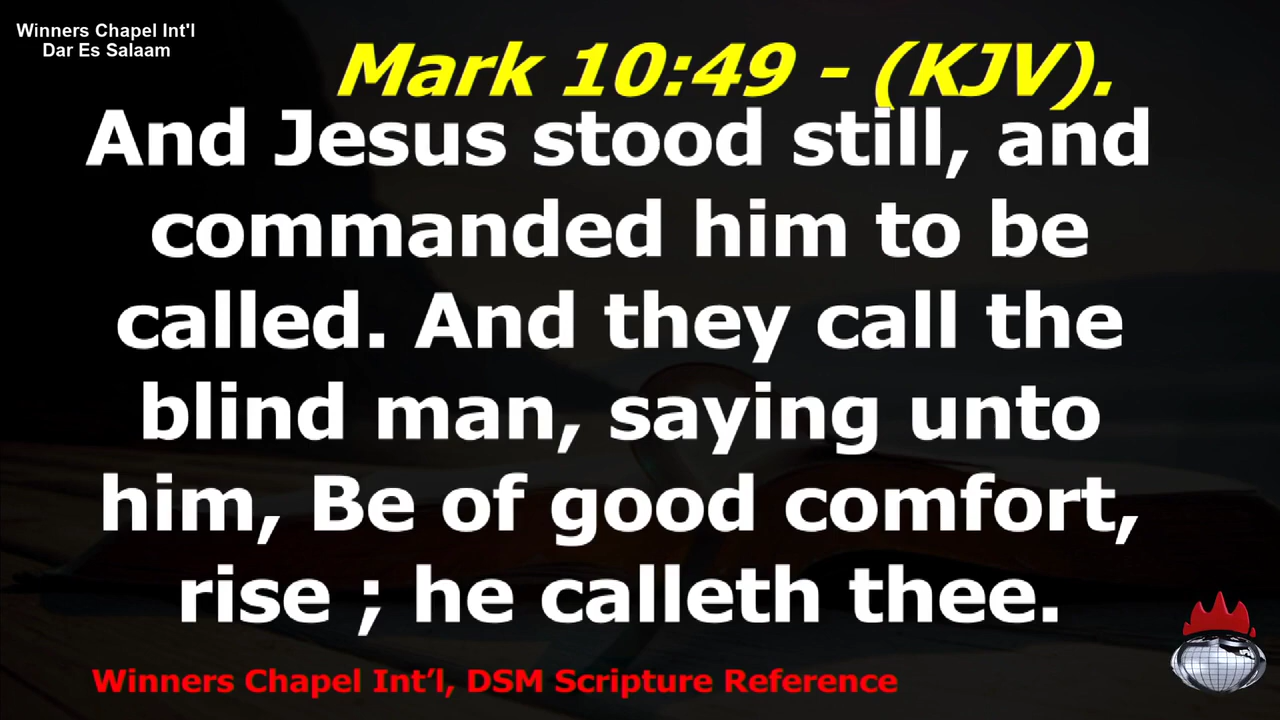 Winners Chapel Int'l
Dar Es Salaam
Mark 10:49 - (KJV).
And Jesus stood still, and
commanded him to be
called. And they call the
blind man, saying unto
him, Be of good comfort,
rise ; he calleth thee.
Winners Chapel Int’l, DSM Scripture Reference